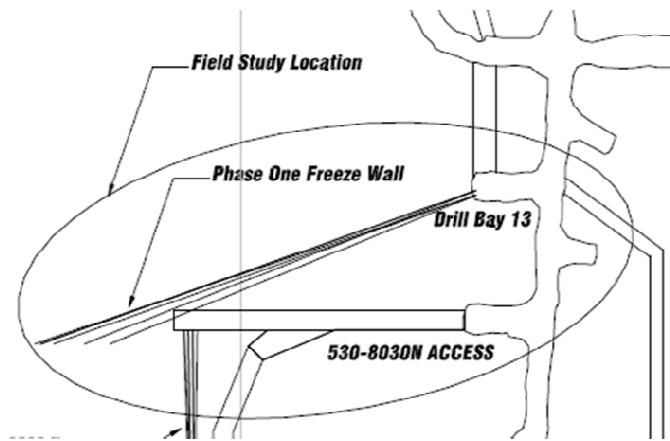 Field Study Location
Phase One Freeze Wall
Drill Bay 13
530-8030N ACCESS